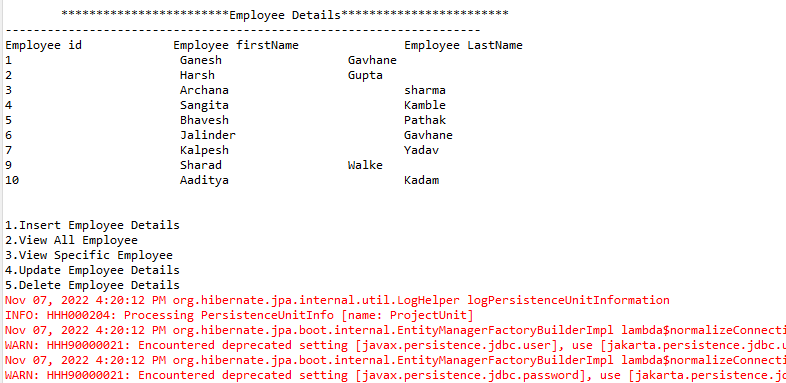 ************************Employee Details************************
--------------------------------------------------------------------
Employee id Employee firstName Employee LastName
1 Ganesh Gavhane
2 Harsh Gupta
3 Archana sharma
4 Sangita Kamble
5 Bhavesh Pathak
6 Jalinder Gavhane
7 Kalpesh Yadav
9 Sharad Walke
10 Aaditya Kadam
1.Insert Employee Details
2.View All Employee
3.View Specific Employee
4.Update Employee Details
5.Delete Employee Details
Nov 07, 2022 4:20:12 PM org.hibernate.jpa.internal.util.LogHelper logPersistenceUnitInformation
INFO: HHH000204: Processing PersistenceUnitInfo [name: ProjectUnit]
Nov 07, 2022 4:20:12 PM org.hibernate.jpa.boot.internal.EntityManagerFactoryBuilderImpl lambda$normalizeConnecti
WARN: HHH90000021: Encountered deprecated setting [javax.persistence.jdbc.user], use [jakarta.persistence.jdbc.u
Nov 07, 2022 4:20:12 PM org.hibernate.jpa.boot.internal.EntityManagerFactoryBuilderImpl lambda$normalizeConnecti
WARN: HHH90000021: Encountered deprecated setting [javax.persistence.jdbc.password], use [jakarta.persistence.jd